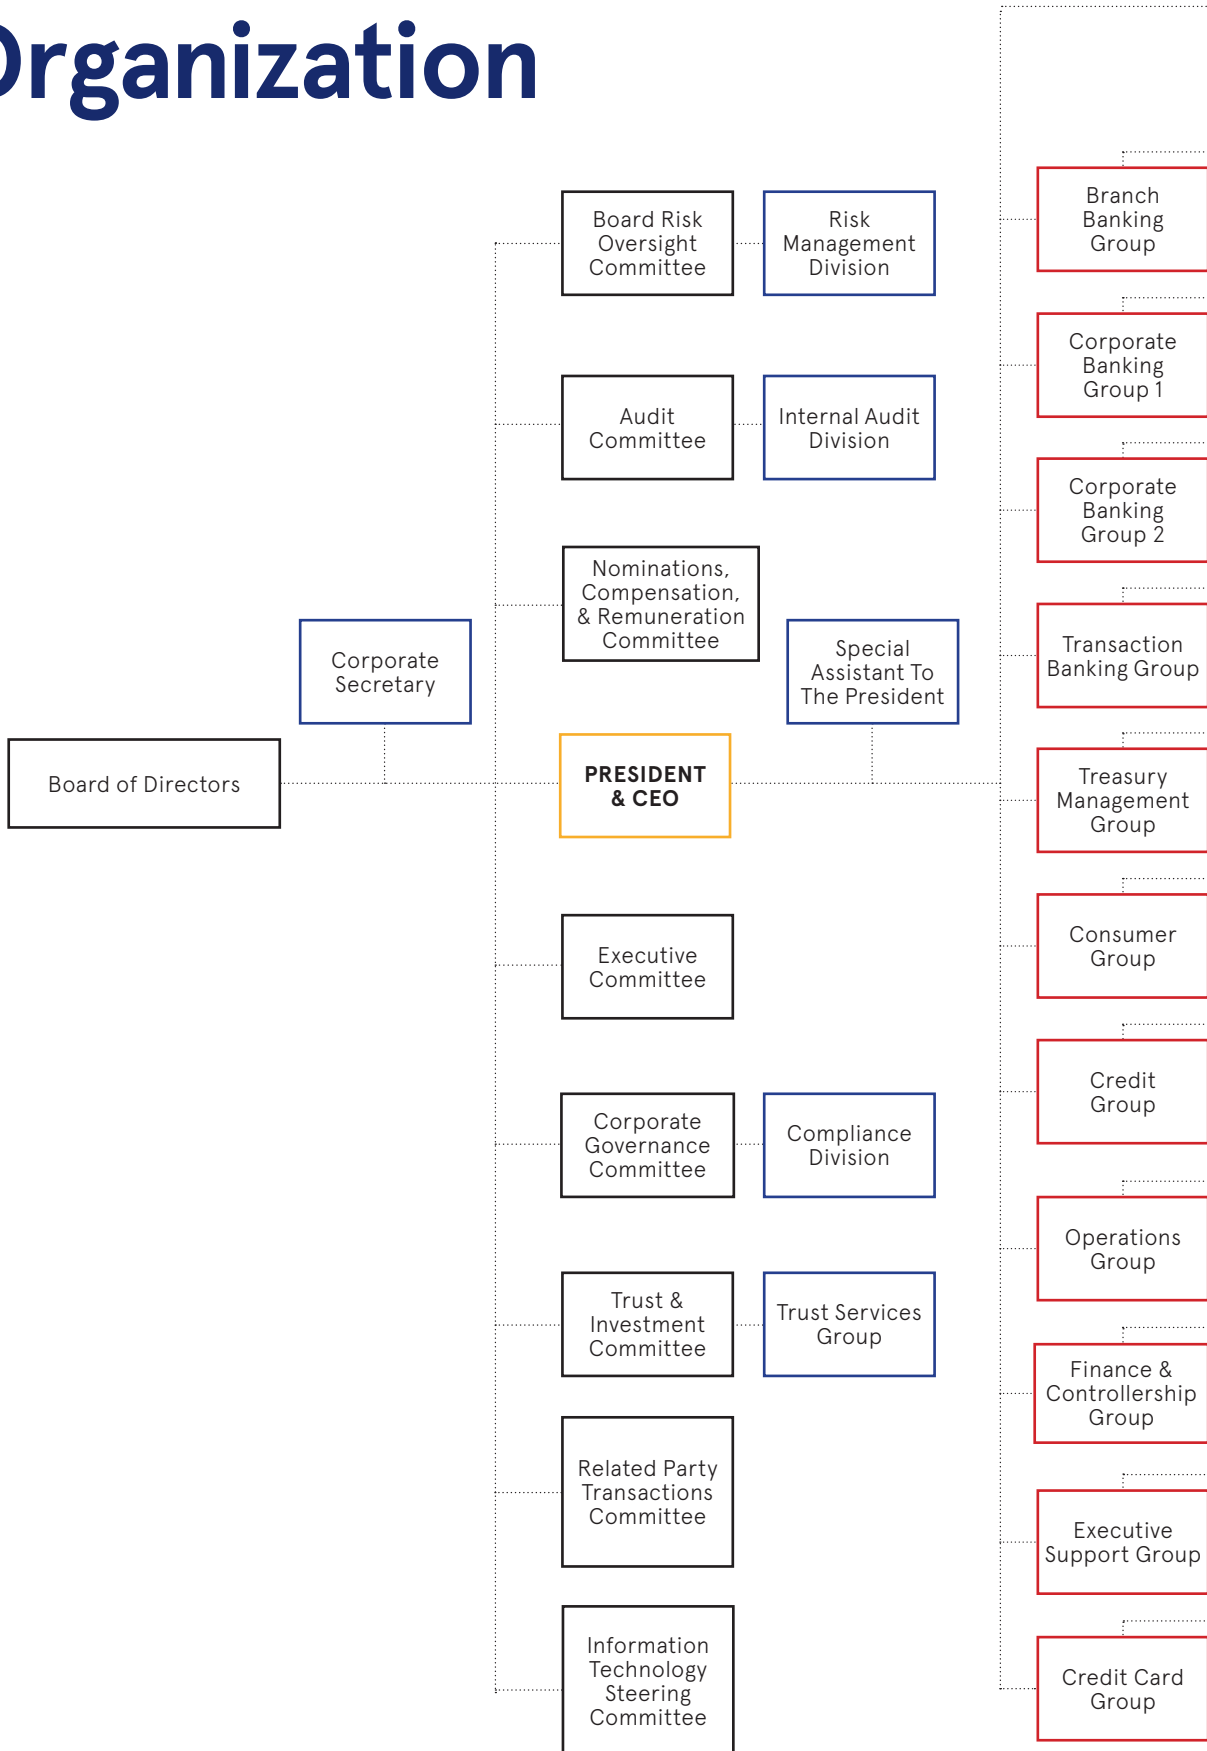 Organization
Board of Directors
Corporate
Secretary
Board Risk
Oversight
Committee
Risk
Management
Division
Audit
Committee
Internal Audit
Division
Nominations,
Compensation,
& Remuneration
Committee
Special
Assistant To
The President
PRESIDENT
& CEO
Executive
Committee
Corporate
Governance
Committee
Compliance
Division
Trust &
Investment
Committee
Trust Services
Group
Related Party
Transactions
Committee
Information
Technology
Steering
Committee
Branch
Banking
Group
Corporate
Banking
Group 1
Corporate
Banking
Group 2
Transaction
Banking Group
Treasury
Management
Group
Consumer
Group
Credit
Group
Operations
Group
Finance &
Controllership
Group
Executive
Support Group
Credit Card
Group